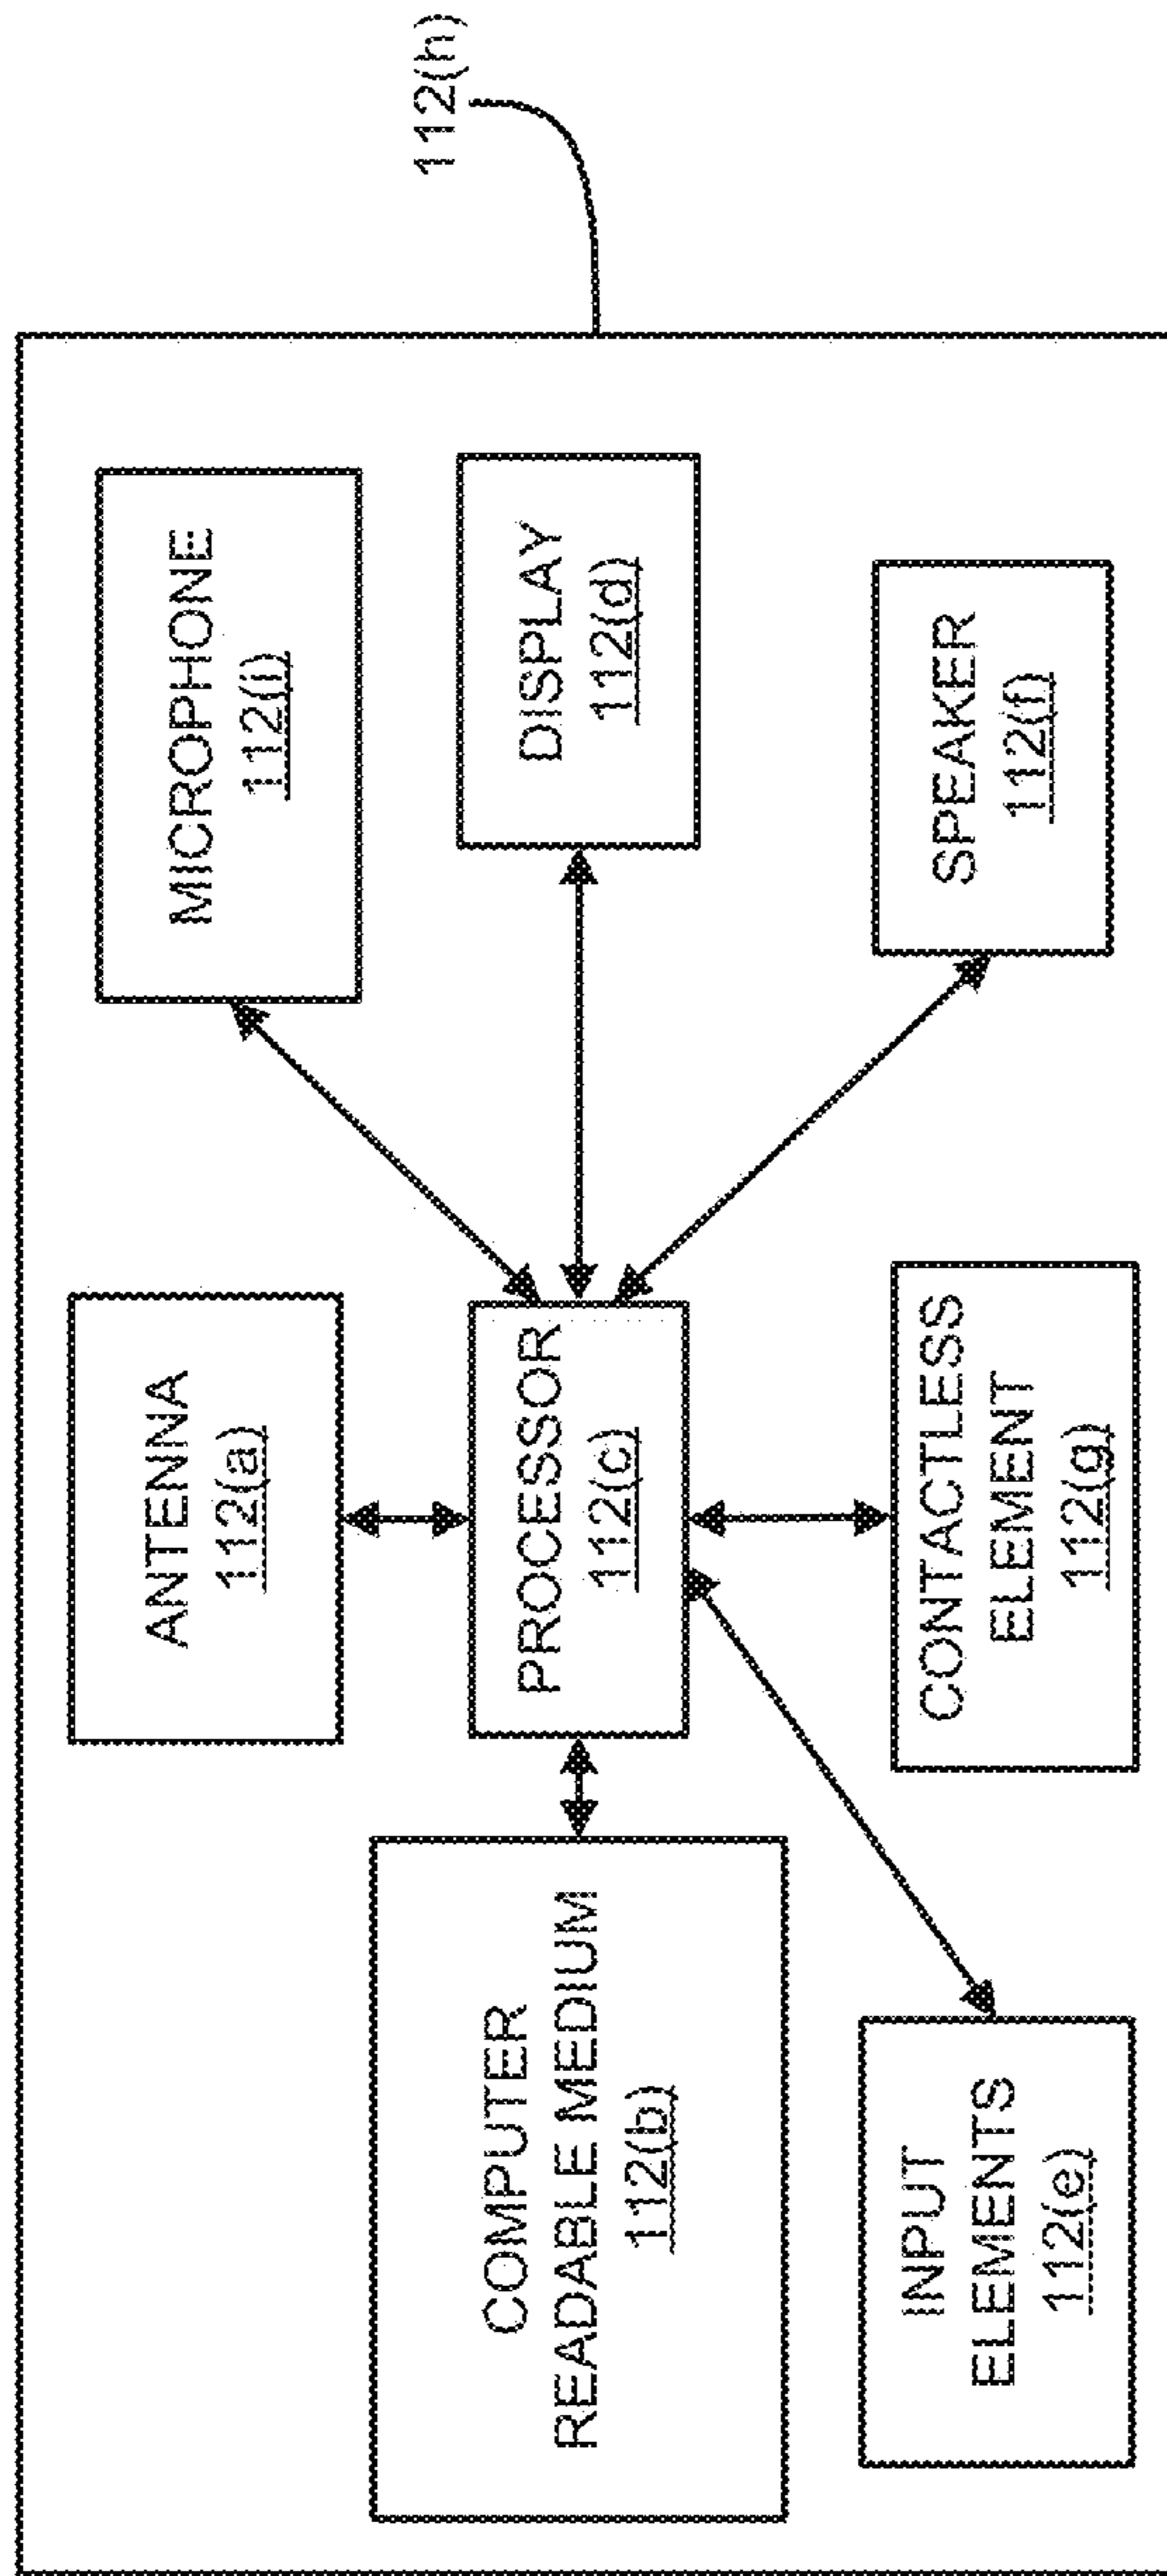 ANTENNA
112(a)
MICROPHONE
112(i)
COMPUTER
READABLE MEDIUM
112(b)
PROCESSOR
112(c)
DISPLAY
112(d)
112(h)
INPUT
ELEMENTS
112(e)
CONTACTLESS
ELEMENT
112(g)
SPEAKER
112(f)